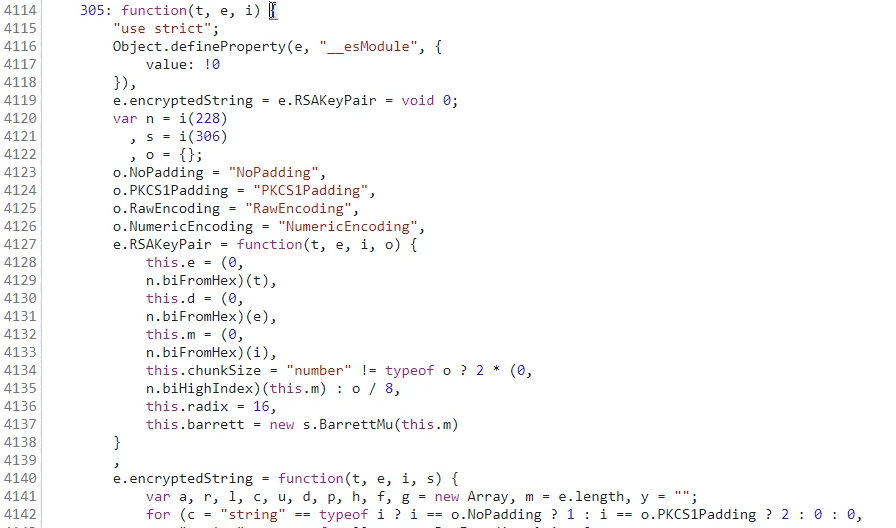 4114 305: function(t, e, i) {
4115 "use strict";
4116 Object.defineProperty(e, "__esModule", {
4117 value: !0
4118 }),
4119 e.encryptedString = e.RSAKeyPair = void 0;
4120 var n = i(228)
4121 , s = i(306)
4122 , o = {};
4123 o.NoPadding = "NoPadding",
4124 o.PKCS1Padding = "PKCS1Padding",
4125 o.RawEncoding = "RawEncoding",
4126 o.NumericEncoding = "NumericEncoding",
4127 e.RSAKeyPair = function(t, e, i, o) {
4128 this.e = (0,
4129 n.biFromHex)(t),
4130 this.d = (0,
4131 n.biFromHex)(e),
4132 this.m = (0,
4133 n.biFromHex)(i),
4134 this.chunkSize = "number" != typeof o ? 2 * (0,
4135 n.biHighIndex)(this.m) : o / 8,
4136 this.radix = 16,
4137 this.barrett = new s.BarrettMu(this.m)
4138 }
4139 ,
4140 e.encryptedString = function(t, e, i, s) {
4141 var a, r, l, c, u, d, p, h, f, g = new Array, m = e.length, y = "";
4142 for (c = "string" == typeof i ? i == o.NoPadding ? 1 : i == o.PKCS1Padding ? 2 : 0 : 0,